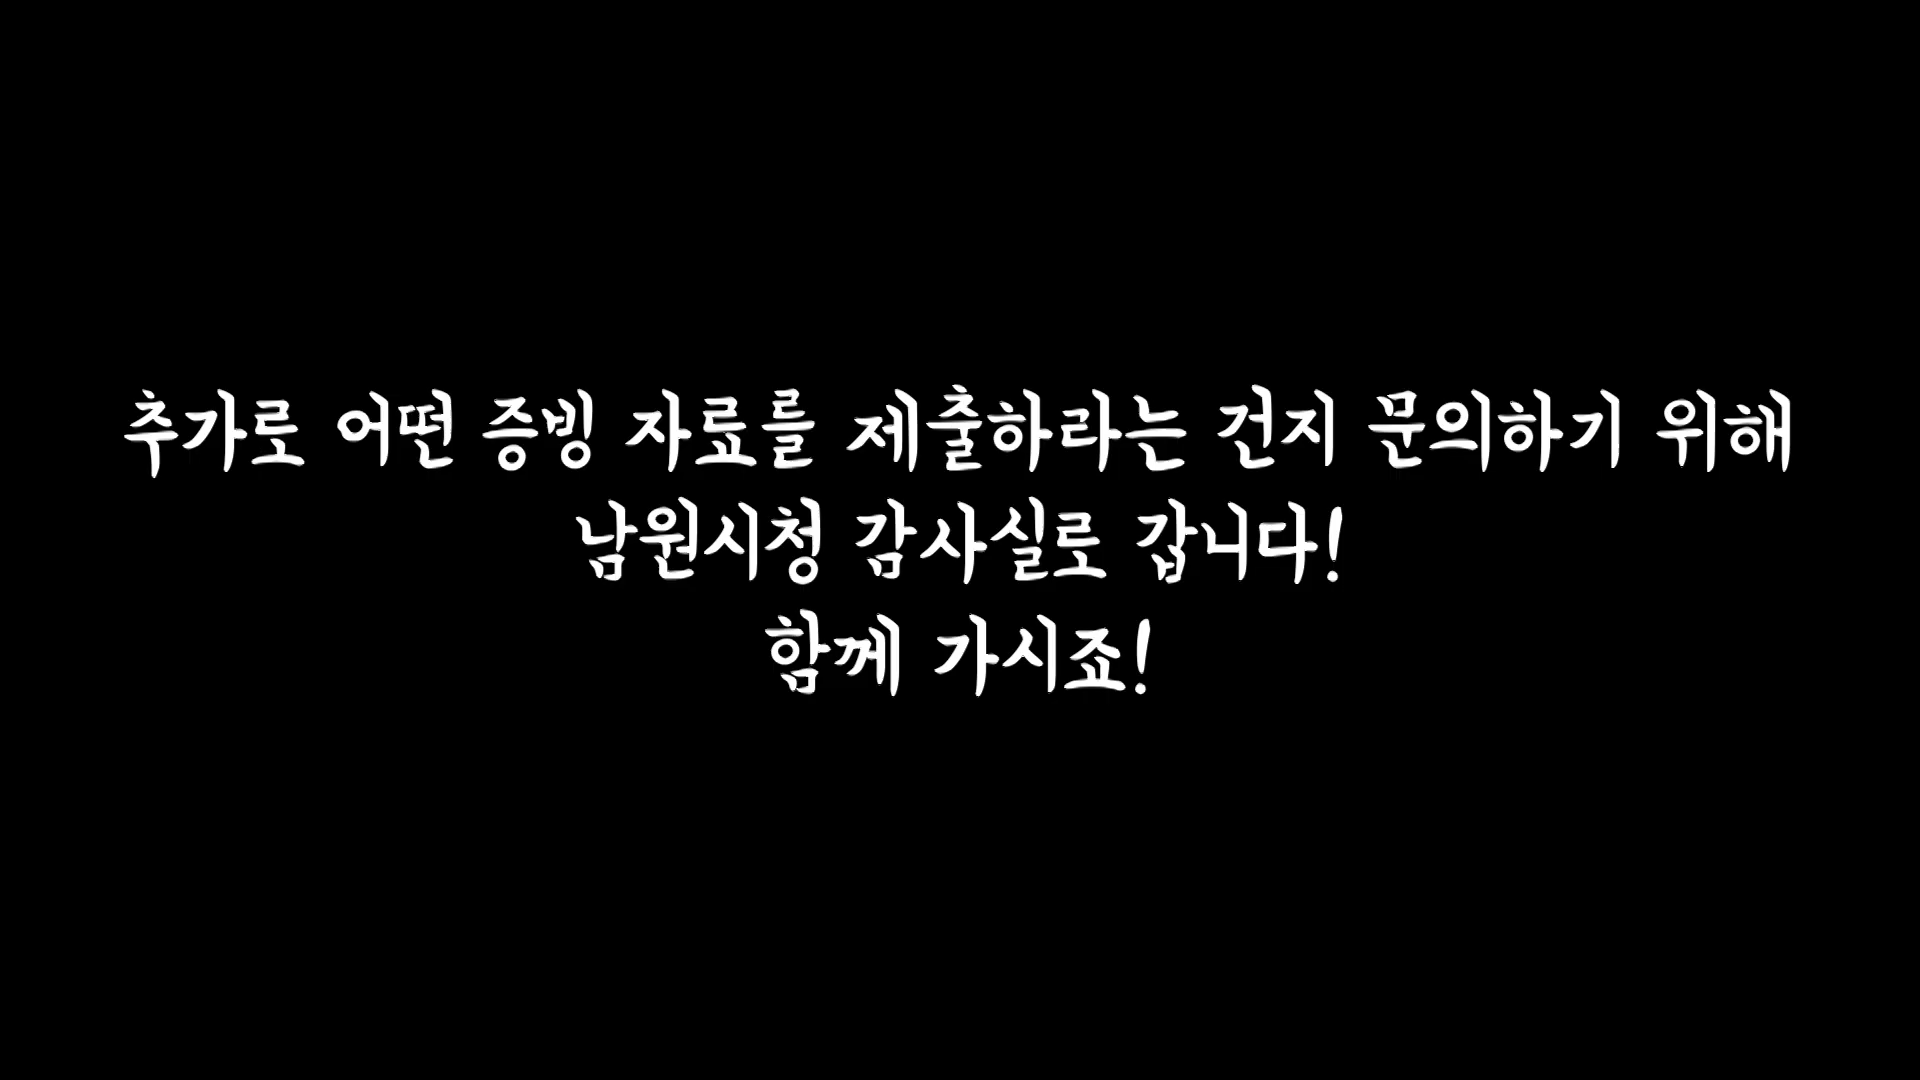 추가로 어떤 증빙 자료를 제출하라는 건지 문의하기 위해
남원시청 감사실로 갑니다!
함께 가시죠!